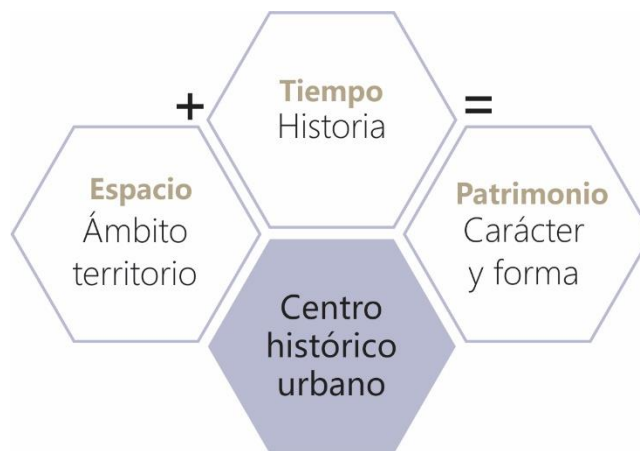 Espacio
Ámbito
territorio
+
Tiempo
Historia
=
Patrimonio
Carácter
y forma
Centro
histórico
urbano